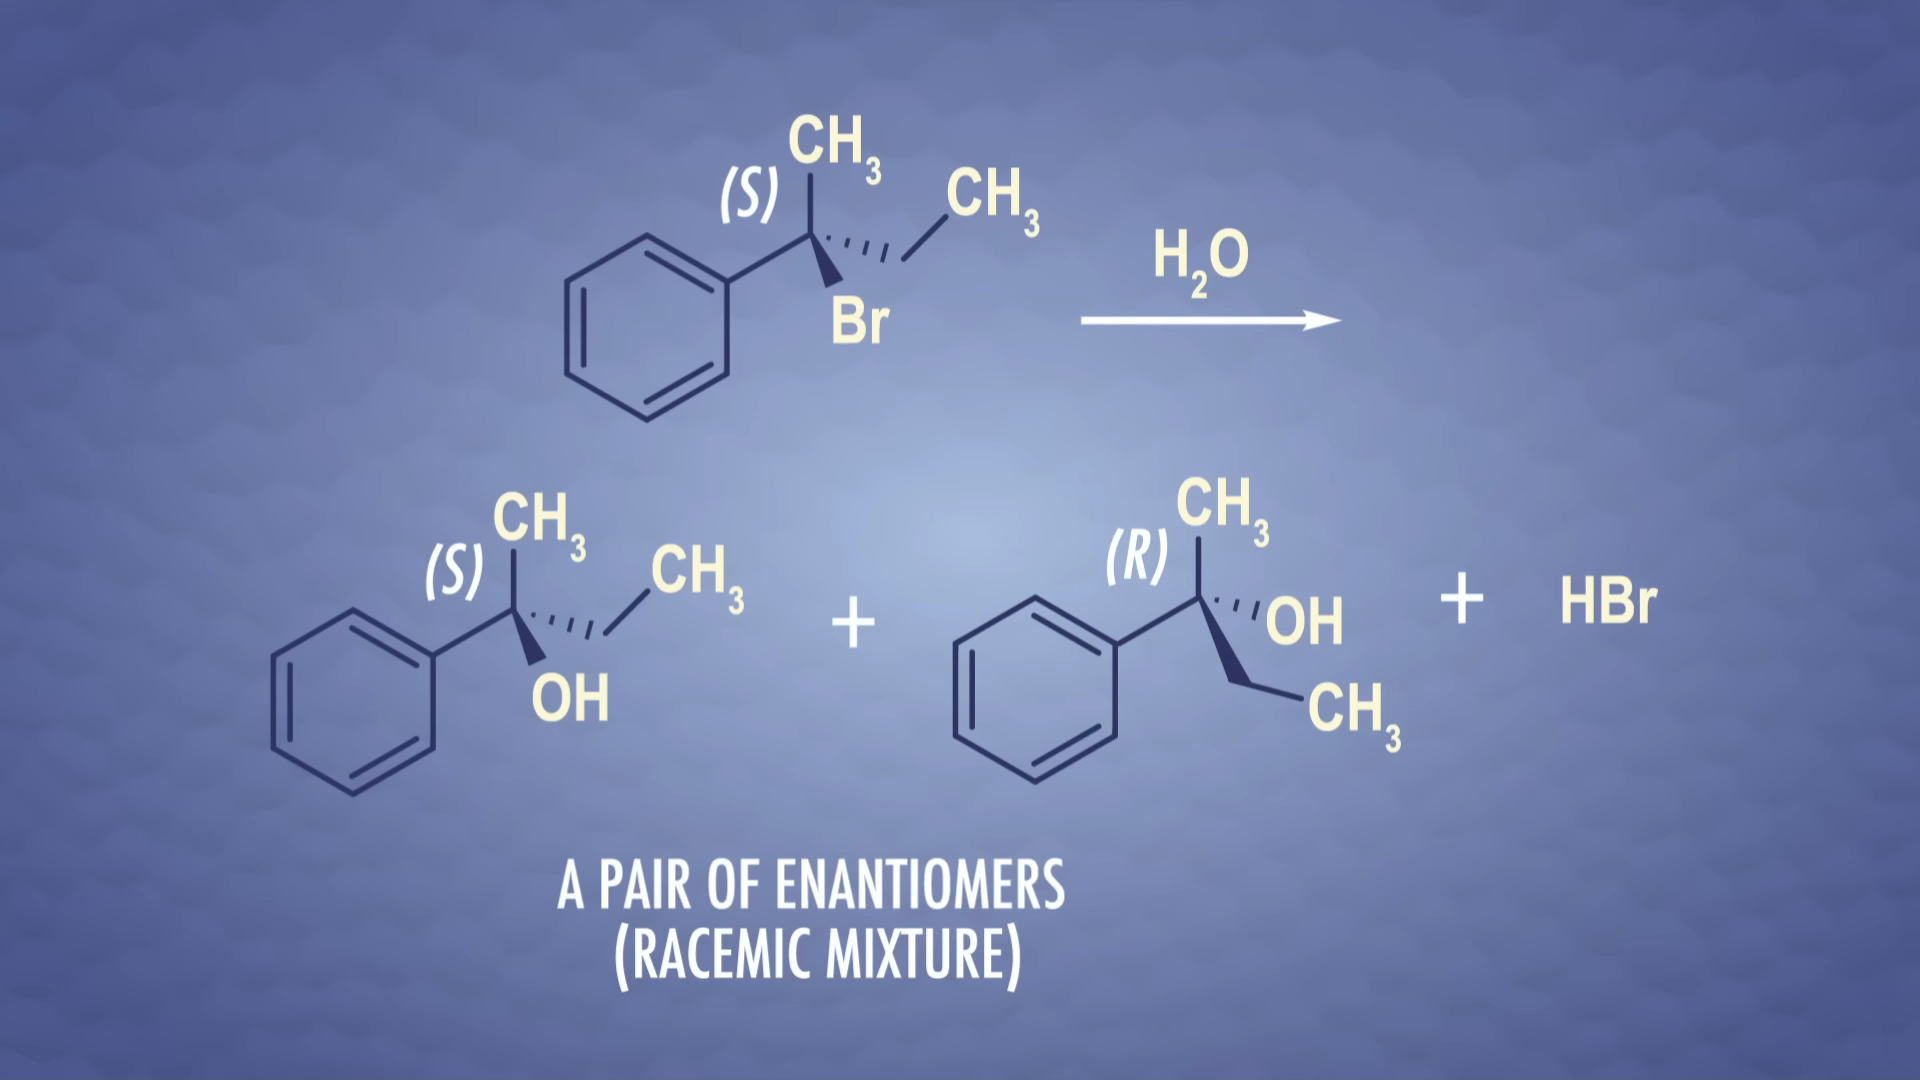 CH₃
(S)
CH₃
H₂O
Br
CH₃
(S)
CH₃
OH
+
CH₃
(R)
OH
CH₃
+
HBr
A PAIR OF ENANTIOMERS
(RACEMIC MIXTURE)